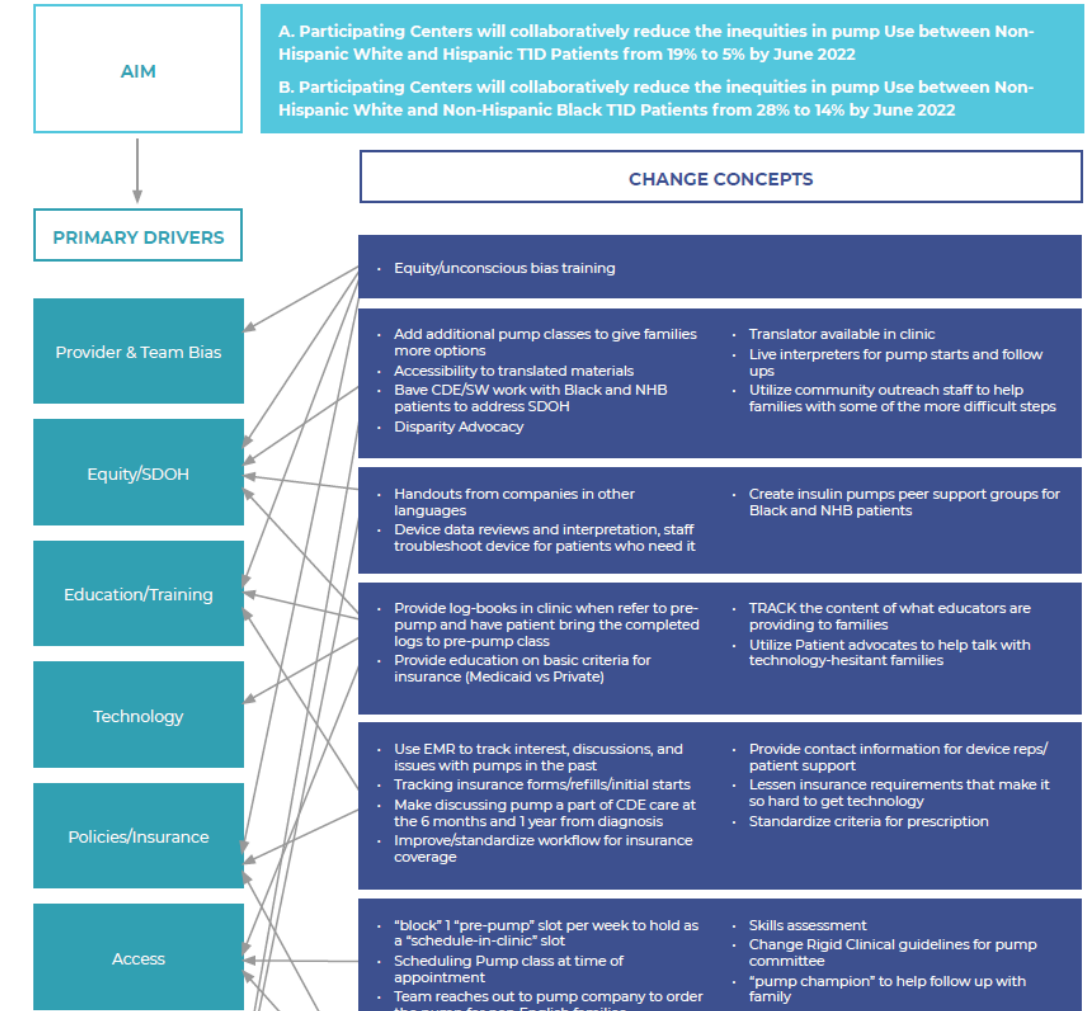 AIM
A. Participating Centers will collaboratively reduce the inequities in pump Use between Non-
Hispanic White and Hispanic T1D Patients from 19% to 5% by June 2022
B. Participating Centers will collaboratively reduce the inequities in pump Use between Non-
Hispanic White and Non-Hispanic Black T1D Patients from 28% to 14% by June 2022
CHANGE CONCEPTS
PRIMARY DRIVERS
Provider & Team Bias
Equity/SDOH
Education/Training
Technology
Policies/Insurance
Access
• Equity/unconscious bias training
• Add additional pump classes to give families
more options
• Accessibility to translated materials
• Bave CDE/SW work with Black and NHB
patients to address SDOH
• Disparity Advocacy
• Translator available in clinic
• Live interpreters for pump starts and follow
ups
• Utilize community outreach staff to help
families with some of the more difficult steps
• Handouts from companies in other
languages
• Device data reviews and interpretation, staff
troubleshoot device for patients who need it
• Create insulin pumps peer support groups for
Black and NHB patients
• Provide log-books in clinic when refer to pre-
pump and have patient bring the completed
logs to pre-pump class
• Provide education on basic criteria for
insurance (Medicaid vs Private)
• TRACK the content of what educators are
providing to families
• Utilize Patient advocates to help talk with
technology-hesitant families
• Use EMR to track interest, discussions, and
issues with pumps in the past
• Tracking insurance forms/refills/initial starts
• Make discussing pump a part of CDE care at
the 6 months and 1 year from diagnosis
• Improve/standardize workflow for insurance
coverage
• Provide contact information for device reps/
patient support
• Lessen insurance requirements that make it
so hard to get technology
• Standardize criteria for prescription
• “block” 1 “pre-pump” slot per week to hold as
a “schedule-in-clinic” slot
• Scheduling Pump class at time of
appointment
• Team reaches out to pump company to order
the pump for non-English families
• Skills assessment
• Change Rigid Clinical guidelines for pump
committee
• “pump champion” to help follow up with
family